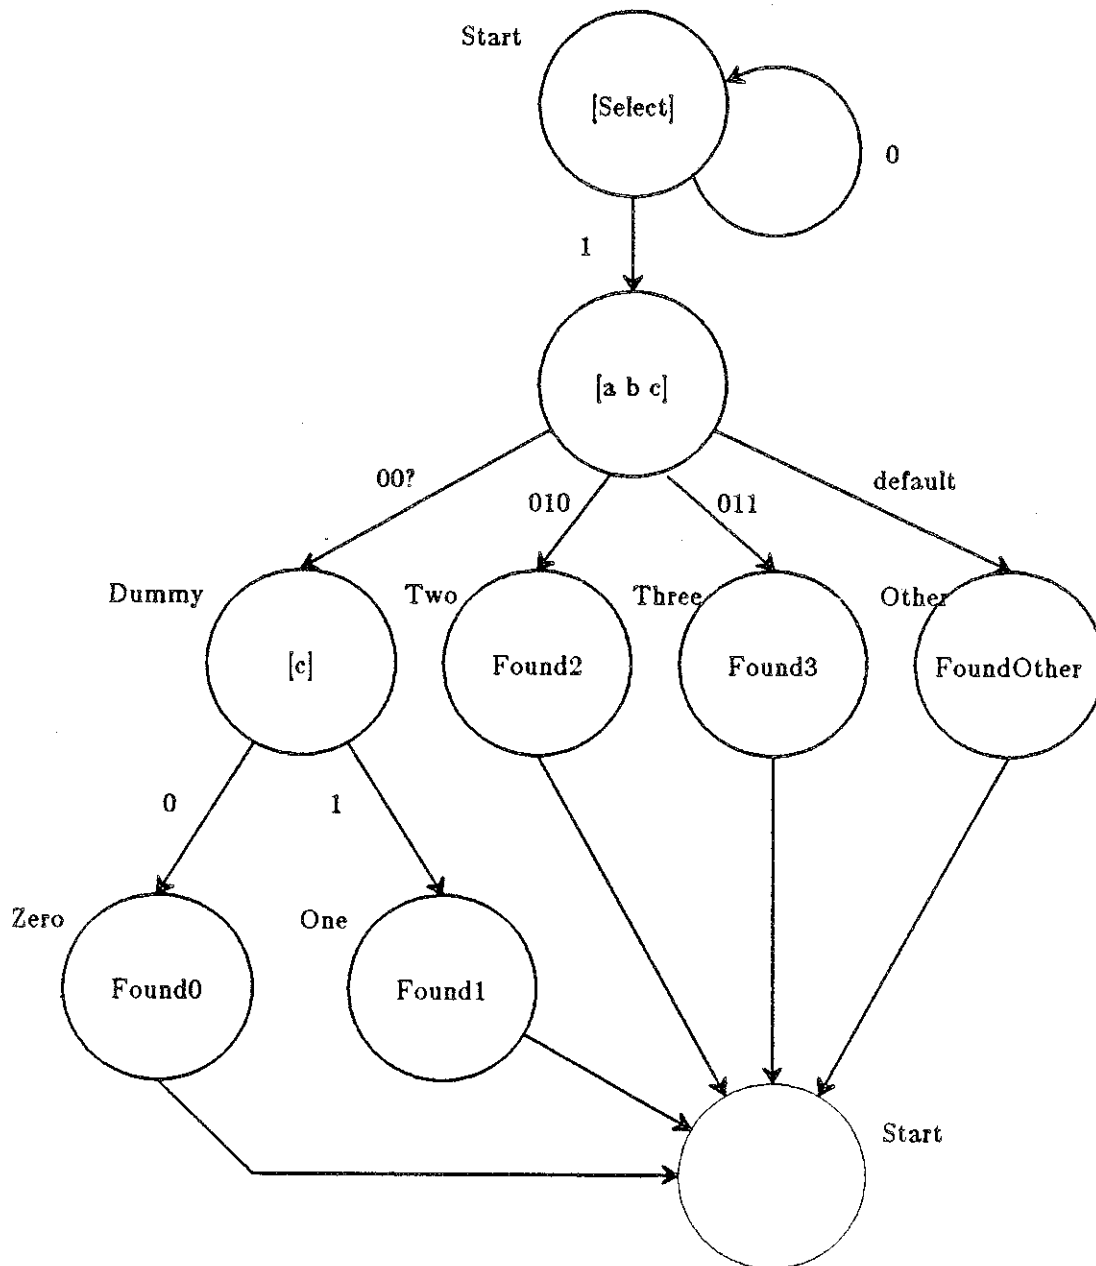 Start
[Select]
0
1
[a b c]
00?
010
011
default
Dummy
Two
Three
Other
[c]
Found2
Found3
FoundOther
0
1
Zero
One
Found0
Found1
Start